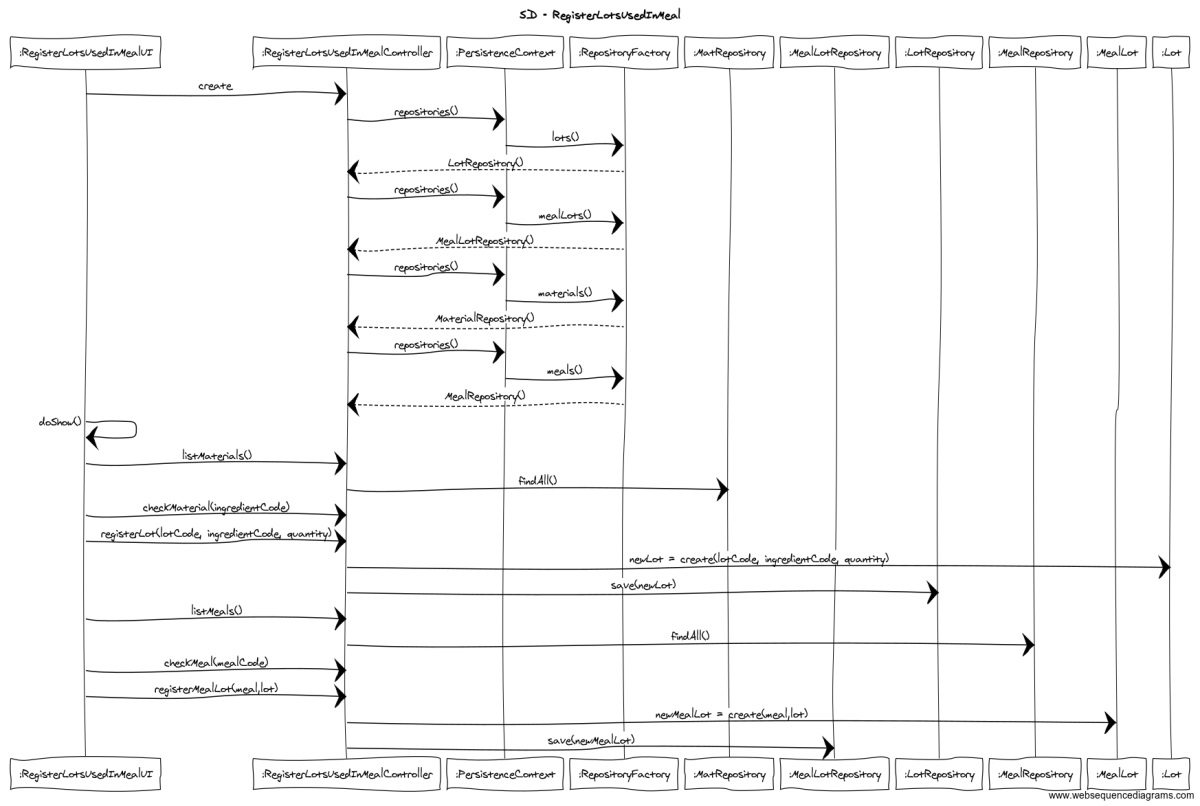 SD - RegisterLotsUsedInMeal
:RegisterLotsUsedInMealUI :RegisterLotsUsedInMealController :PersistenceContext :RepositoryFactory :MatRepository :MealLotRepository :LotRepository :MealRepository :MealLot :Lot
create
repositories()
lots()
LotRepository()
repositories()
mealLots()
MealLotRepository()
repositories()
materials()
MaterialRepository()
repositories()
meals()
MealRepository()
doShow()
listMaterials()
findAll()
checkMaterial(ingredientCode)
registerLot(lotCode, ingredientCode, quantity)
newLot = create(lotCode, ingredientCode, quantity)
save(newLot)
listMeals()
findAll()
checkMeal(mealCode)
registerMealLot(meal,lot)
newMealLot = create(meal,lot)
save(newMealLot)
:RegisterLotsUsedInMealUI :RegisterLotsUsedInMealController :PersistenceContext :RepositoryFactory :MatRepository :MealLotRepository :LotRepository :MealRepository :MealLot :Lot
www.websequencediagrams.com